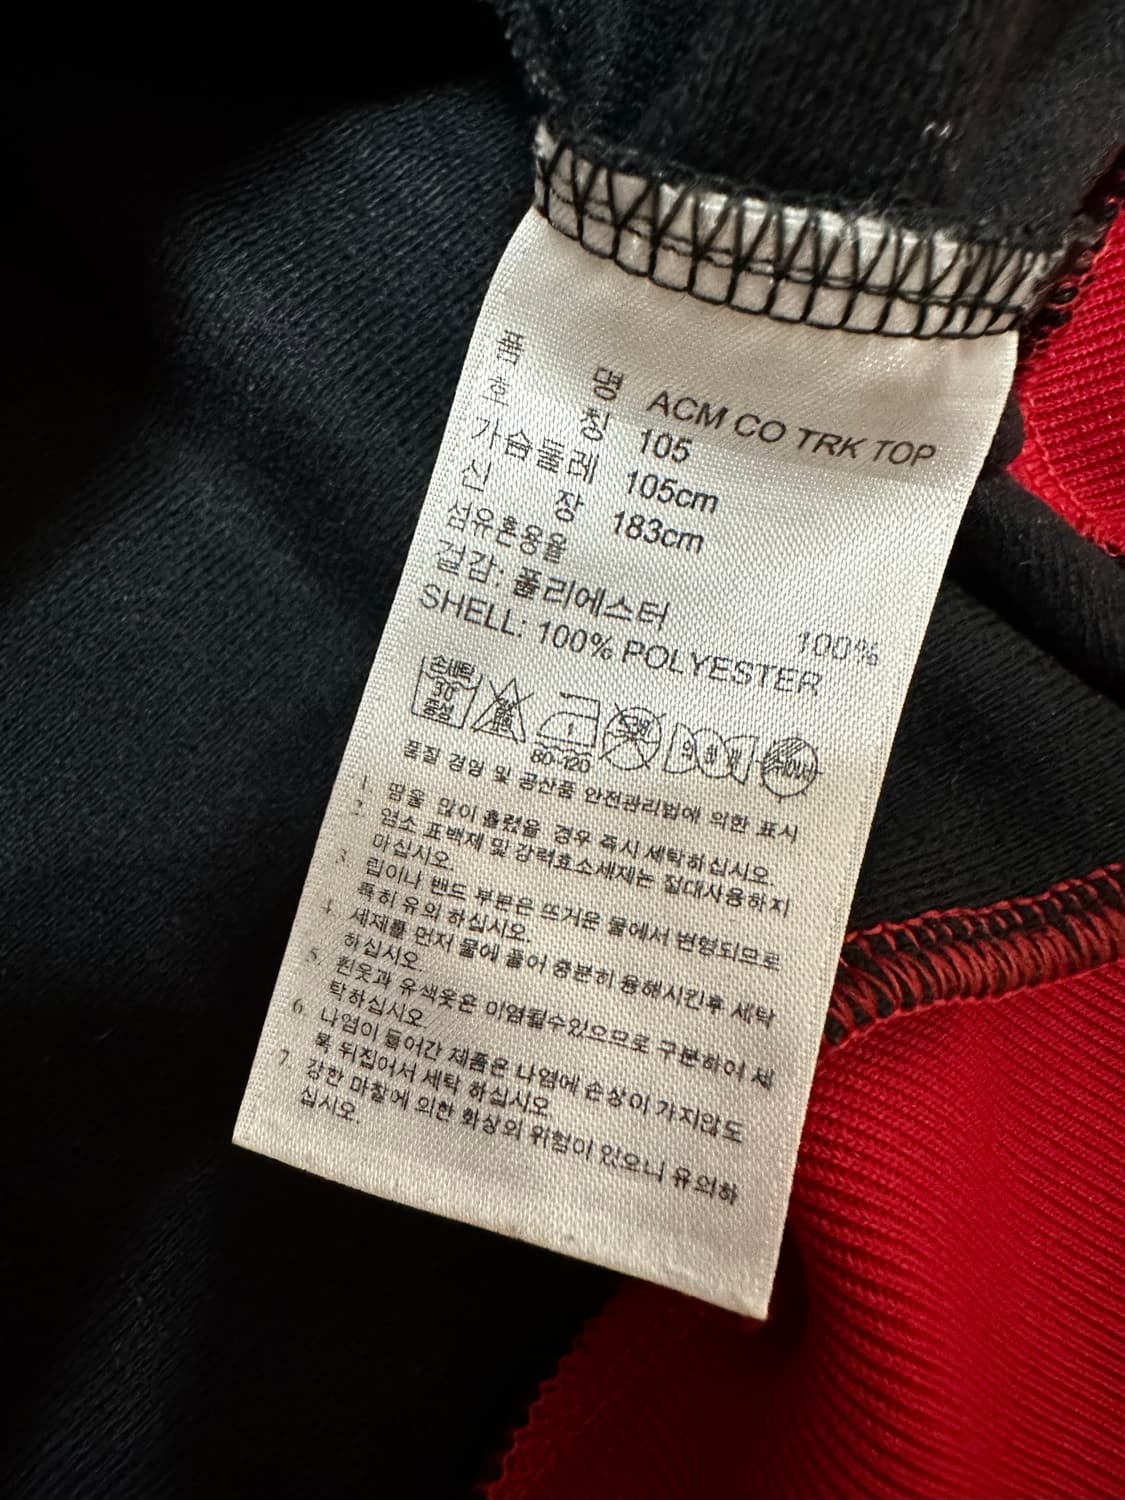 품 명 ACM CO TRK TOP
호 칭 105
가슴둘레 105cm
신 장 183cm
섬유혼용율
겉감: 폴리에스터 100%
SHELL: 100% POLYESTER
손세탁 30 중성
80-120
드라이
약하게
품질 경영 및 공산품 안전관리법에 의한 표시
1. 땀을 많이 흘렸을 경우 즉시 세탁하십시오.
2. 염소 표백제 및 강력효소세제는 절대사용하지
마십시오.
3. 립이나 밴드 부분은 뜨거운 물에서 변형되므로
특히 유의 하십시오.
4. 세제를 먼저 물에 풀어 충분히 용해시킨후 세탁
하십시오.
5. 흰옷과 유색옷은 이염될수있으므로 구분하여 세
탁하십시오.
6. 나염이 들어간 제품은 나염에 손상이 가지않도
록 뒤집어서 세탁 하십시오.
7. 강한 마찰에 의한 화상의 위험이 있으니 유의하
십시오.